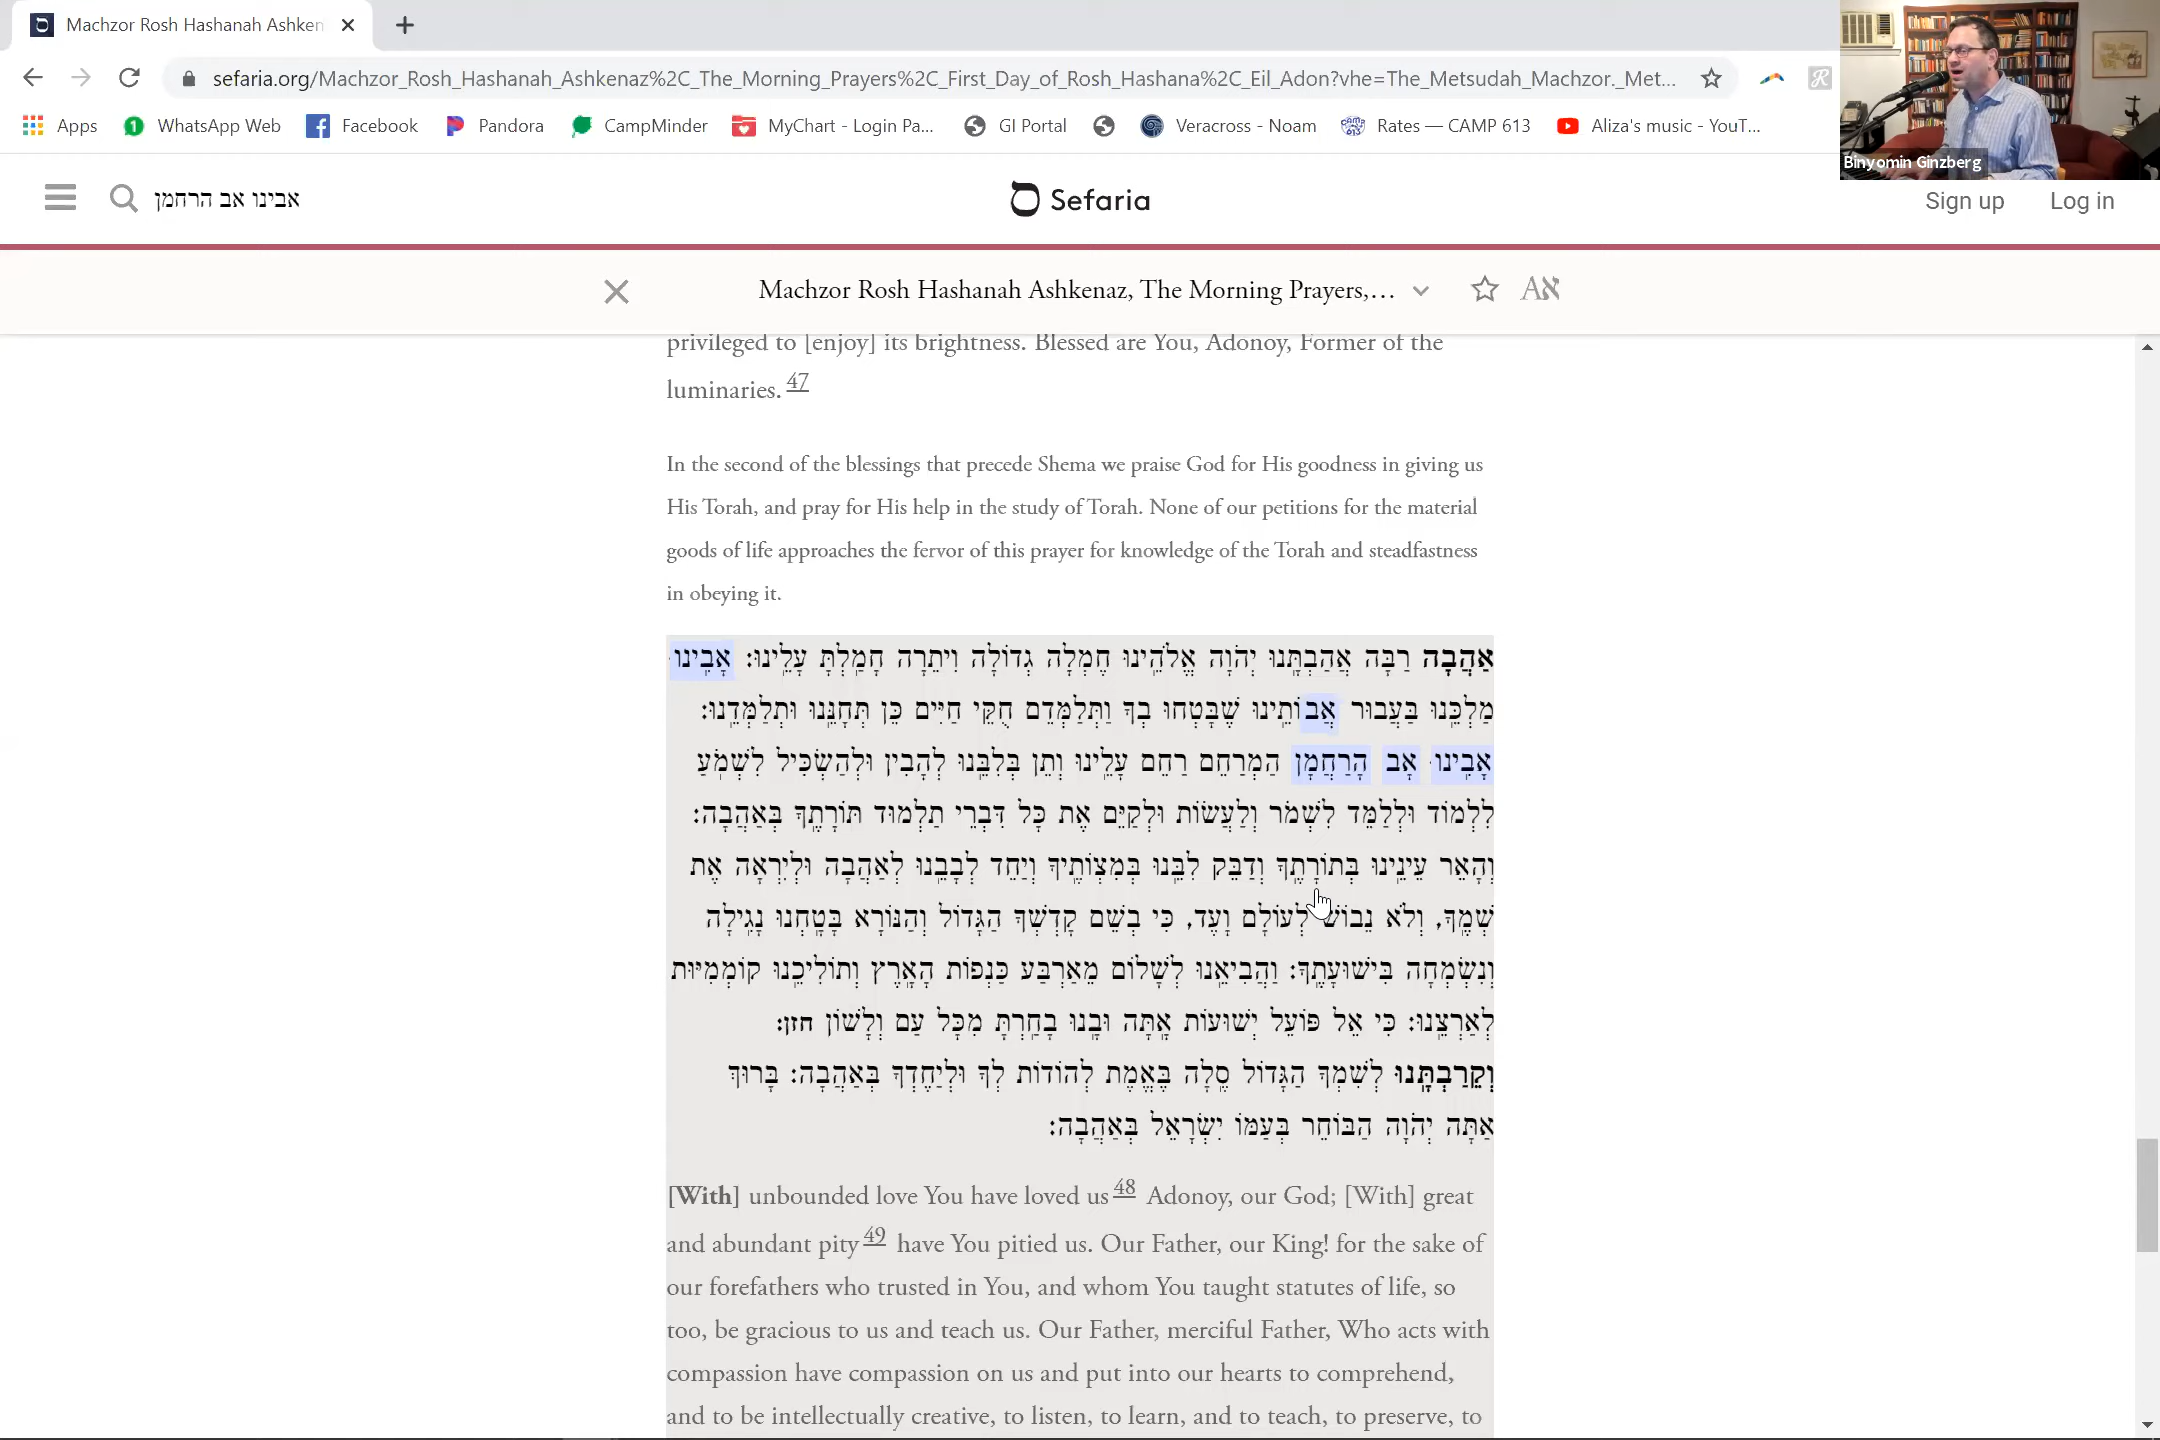 Machzor Rosh Hashanah Ashken
sefaria.org/Machzor_Rosh_Hashanah_Ashkenaz%2C_The_Morning_Prayers%2C_First_Day_of_Rosh_Hashana%2C_Eil_Adon?vhe=The_Metsudah_Machzor._Met...
Apps WhatsApp Web Facebook Pandora CampMinder MyChart - Login Pa... GI Portal Veracross - Noam Rates — CAMP 613 Aliza's music - YouT...
Binyomin Ginzberg
אבינו אב הרחמן
Sefaria
Sign up Log in
Machzor Rosh Hashanah Ashkenaz, The Morning Prayers,...
privileged to [enjoy] its brightness. Blessed are You, Adonoy, Former of the
luminaries. 47
In the second of the blessings that precede Shema we praise God for His goodness in giving us
His Torah, and pray for His help in the study of Torah. None of our petitions for the material
goods of life approaches the fervor of this prayer for knowledge of the Torah and steadfastness
in obeying it.
אַהֲבָה רַבָּה אֲהַבְתָּנוּ יְהֹוָה אֱלֹהֵינוּ חֶמְלָה גְדוֹלָה וִיתֵרָה חָמַלְתָּ עָלֵינוּ: אָבִינוּ
מַלְכֵּנוּ בַּעֲבוּר אֲבוֹתֵינוּ שֶׁבָּטְחוּ בְךָ וַתְּלַמְּדֵם חֻקֵּי חַיִּים כֵּן תְּחָנֵּנוּ וּתְלַמְּדֵנוּ:
אָבִינוּ אָב הָרַחֲמָן הַמְרַחֵם רַחֵם עָלֵינוּ וְתֵן בְּלִבֵּנוּ לְהָבִין וּלְהַשְׂכִּיל לִשְׁמֹעַ
לִלְמוֹד וּלְלַמֵּד לִשְׁמֹר וְלַעֲשׂוֹת וּלְקַיֵּם אֶת כָּל דִּבְרֵי תַלְמוּד תּוֹרָתֶךָ בְּאַהֲבָה:
וְהָאֵר עֵינֵינוּ בְּתוֹרָתֶךָ וְדַבֵּק לִבֵּנוּ בְּמִצְוֹתֶיךָ וְיַחֵד לְבָבֵנוּ לְאַהֲבָה וּלְיִרְאָה אֶת
שְׁמֶךָ, וְלֹא נֵבוֹשׁ לְעוֹלָם וָעֶד, כִּי בְשֵׁם קָדְשְׁךָ הַגָּדוֹל וְהַנּוֹרָא בָּטָחְנוּ נָגִילָה
וְנִשְׂמְחָה בִּישׁוּעָתֶךָ: וַהֲבִיאֵנוּ לְשָׁלוֹם מֵאַרְבַּע כַּנְפוֹת הָאָרֶץ וְתוֹלִיכֵנוּ קוֹמְמִיּוּת
לְאַרְצֵנוּ: כִּי אֵל פּוֹעֵל יְשׁוּעוֹת אָתָּה וּבָנוּ בָחַרְתָּ מִכָּל עַם וְלָשׁוֹן חזן:
וְקֵרַבְתָּנוּ לְשִׁמְךָ הַגָּדוֹל סֶלָה בֶּאֱמֶת לְהוֹדוֹת לְךָ וּלְיַחֶדְךָ בְּאַהֲבָה: בָּרוּךְ
אַתָּה יְהֹוָה הַבּוֹחֵר בְּעַמּוֹ יִשְׂרָאֵל בְּאַהֲבָה:
[With] unbounded love You have loved us 48 Adonoy, our God; [With] great
and abundant pity 49 have You pitied us. Our Father, our King! for the sake of
our forefathers who trusted in You, and whom You taught statutes of life, so
too, be gracious to us and teach us. Our Father, merciful Father, Who acts with
compassion have compassion on us and put into our hearts to comprehend,
and to be intellectually creative, to listen, to learn, and to teach, to preserve, to